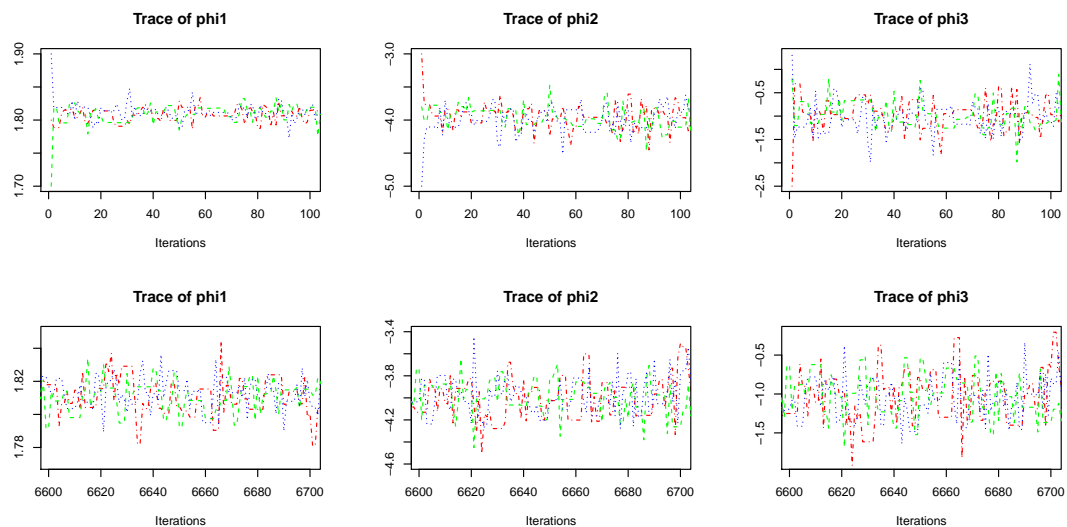 Trace of phi1
Trace of phi2
Trace of phi3
1.90
1.80
1.70
−3.0
−4.0
−5.0
−0.5
−1.5
−2.5
0 20 40 60 80 100
0 20 40 60 80 100
0 20 40 60 80 100
Iterations
Iterations
Iterations
Trace of phi1
Trace of phi2
Trace of phi3
1.82
1.78
−3.4
−3.8
−4.2
−4.6
−0.5
−1.0
−1.5
6600 6620 6640 6660 6680 6700
6600 6620 6640 6660 6680 6700
6600 6620 6640 6660 6680 6700
Iterations
Iterations
Iterations